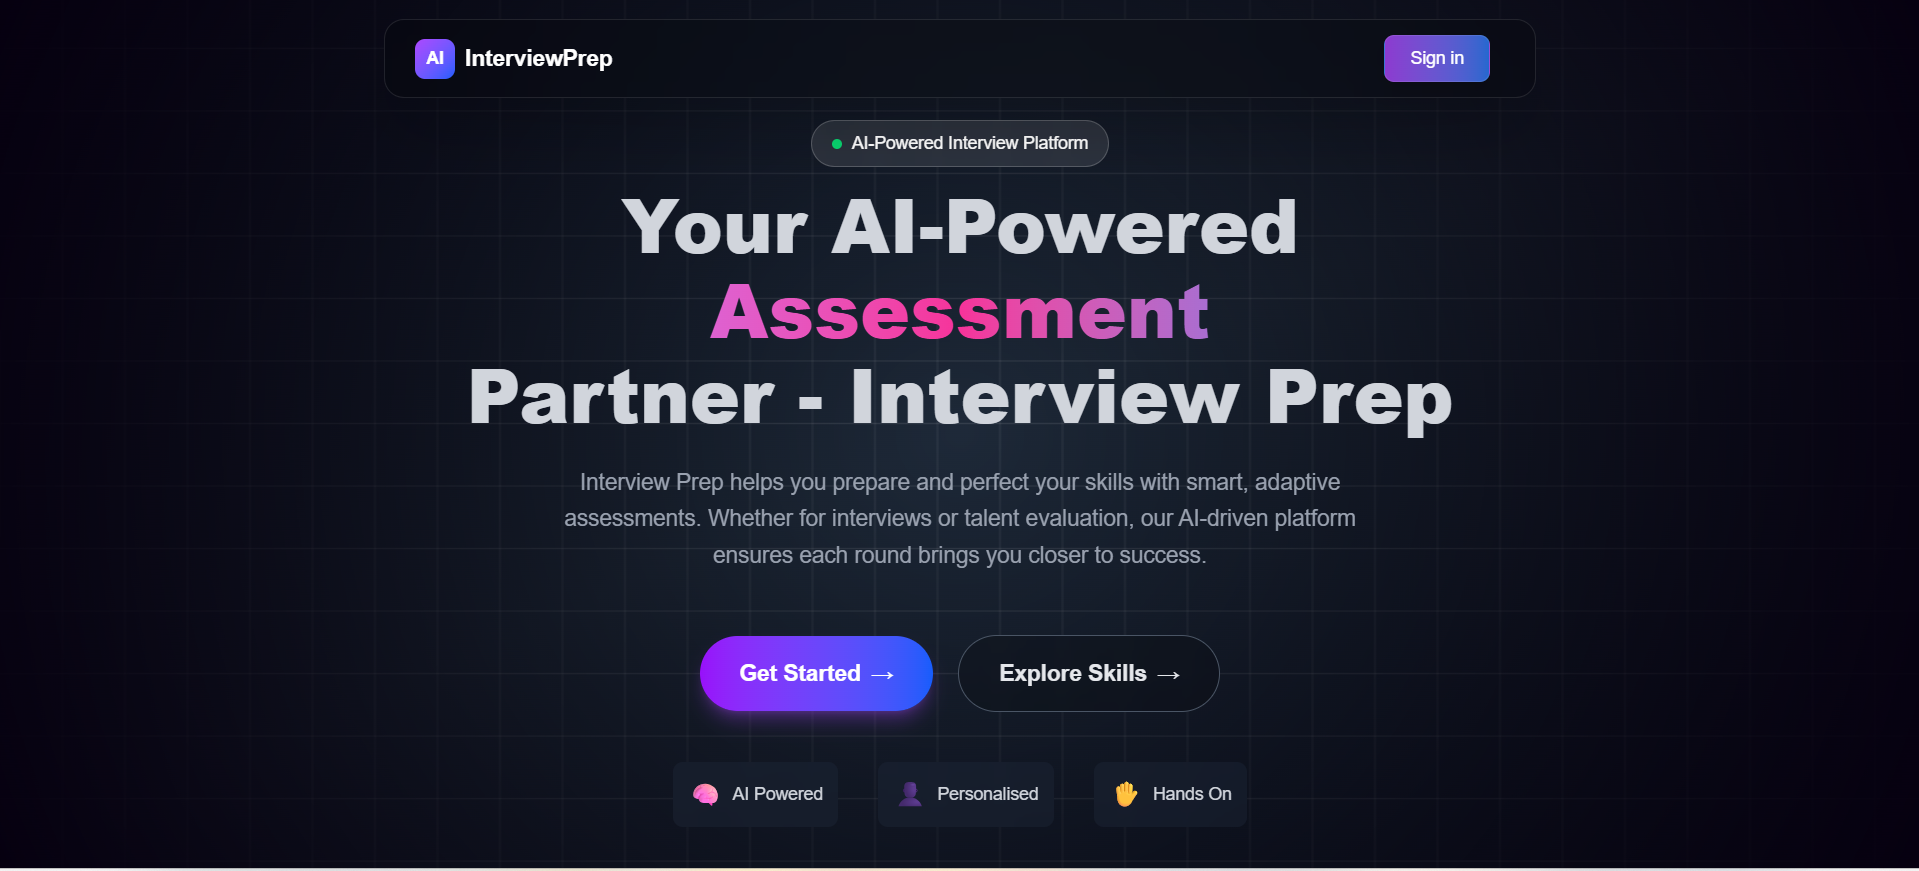 AI InterviewPrep
Sign in
AI-Powered Interview Platform
Your AI-Powered
Assessment
Partner - Interview Prep
Interview Prep helps you prepare and perfect your skills with smart, adaptive
assessments. Whether for interviews or talent evaluation, our AI-driven platform
ensures each round brings you closer to success.
Get Started →
Explore Skills →
AI Powered
Personalised
Hands On